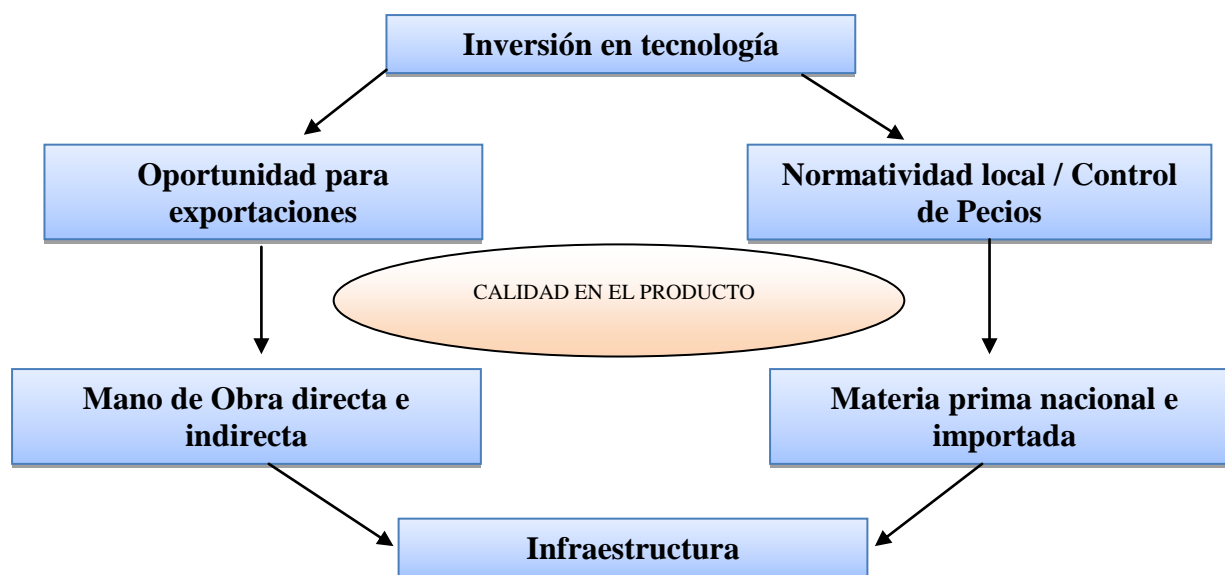 Inversión en tecnología
Oportunidad para
exportaciones
Normatividad local / Control
de Pecios
CALIDAD EN EL PRODUCTO
Mano de Obra directa e
indirecta
Materia prima nacional e
importada
Infraestructura